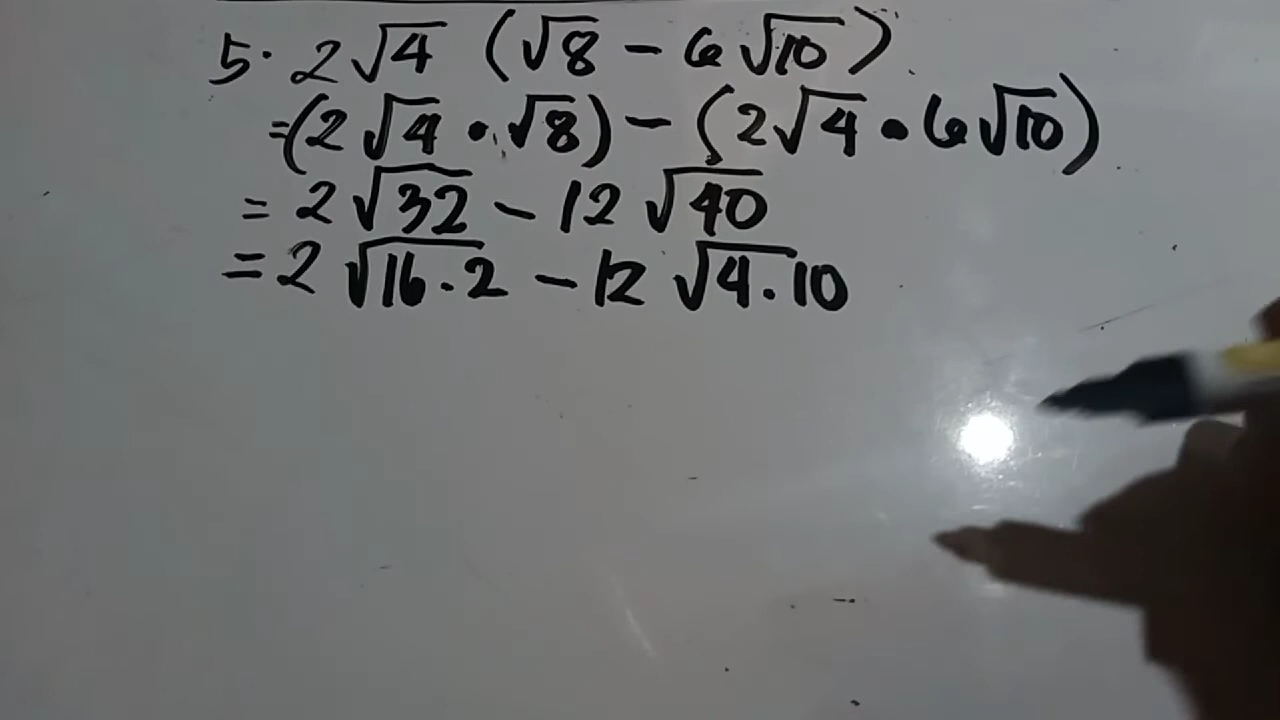 5. 2√4 (√8 - 6√10)
=(2√4 • √8) - (2√4 • 6√10)
= 2√32 - 12√40
= 2√16·2 - 12√4·10